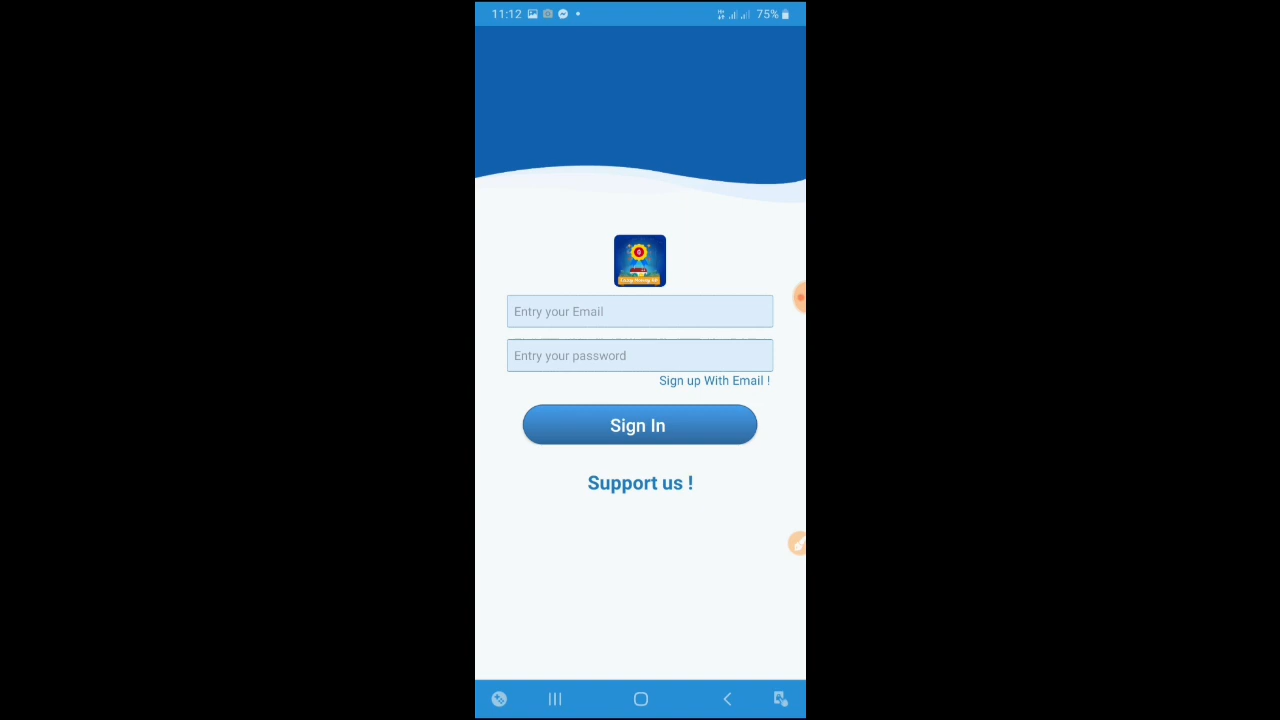 11:12
75%
Entry your Email
Entry your password
Sign up With Email !
Sign In
Support us !